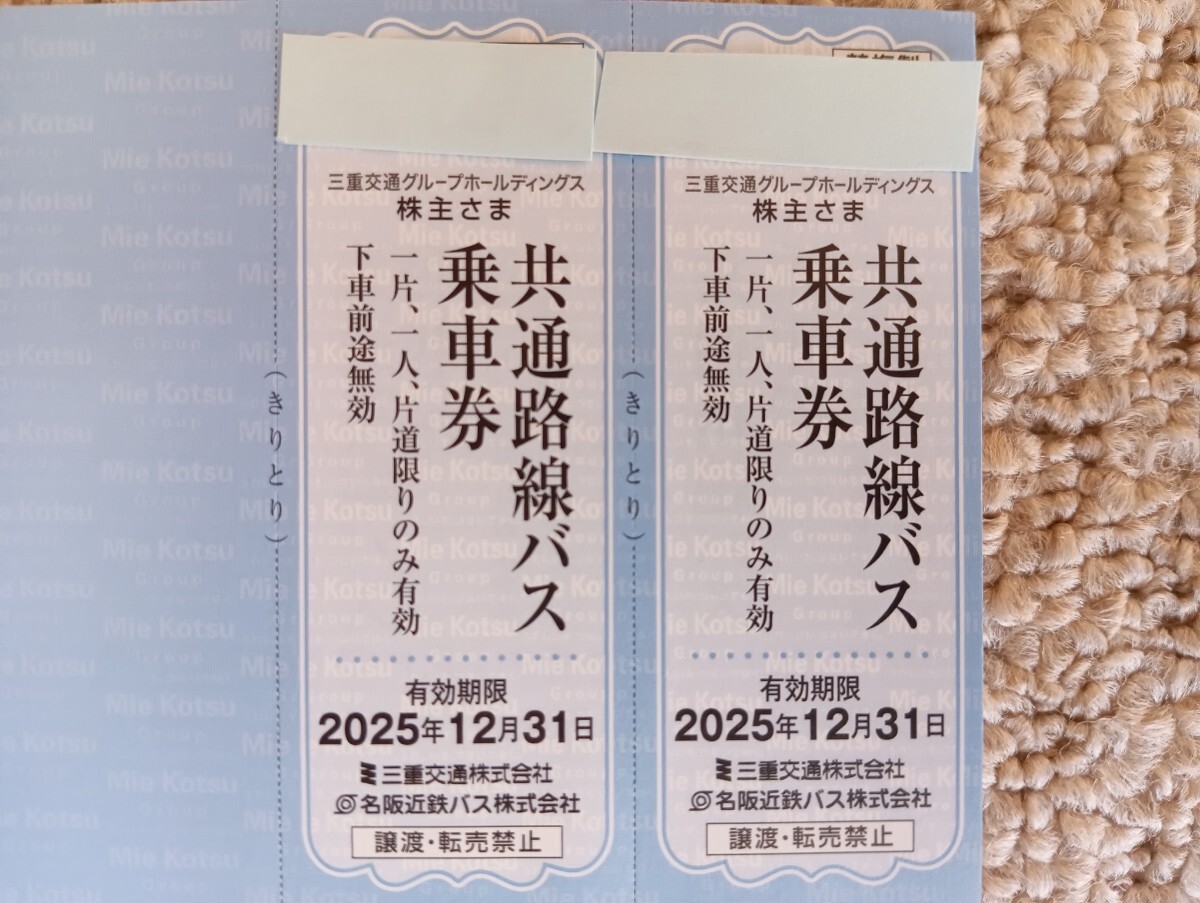 三重交通グループホールディングス
株主さま
共通路線バス
乗車券
一片、一人、片道限りのみ有効
下車前途無効
有効期限
2025年12月31日
三重交通株式会社
名阪近鉄バス株式会社
譲渡・転売禁止
(きりとり)
三重交通グループホールディングス
株主さま
共通路線バス
乗車券
一片、一人、片道限りのみ有効
下車前途無効
有効期限
2025年12月31日
三重交通株式会社
名阪近鉄バス株式会社
譲渡・転売禁止
(きりとり)
Mie Kotsu
Group